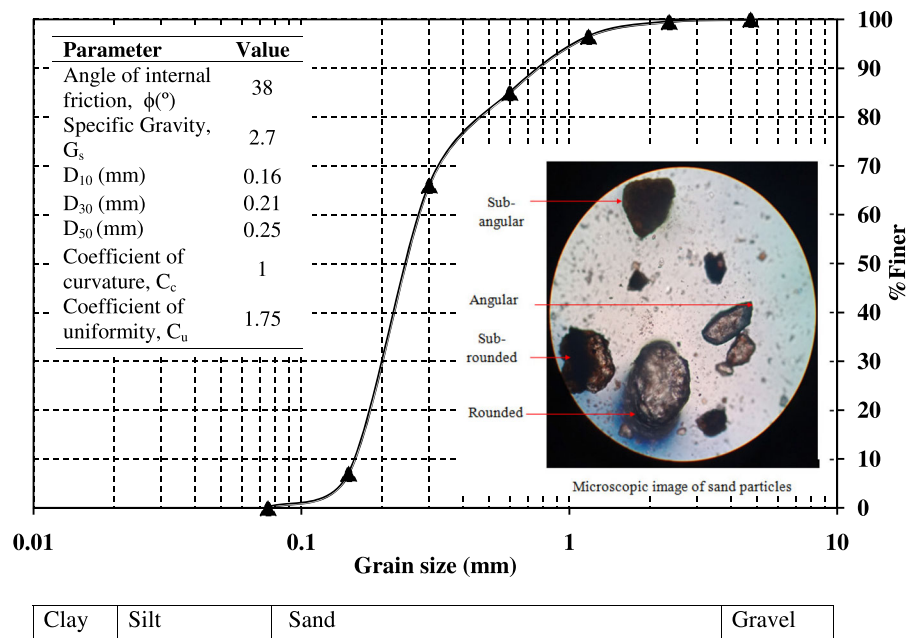 Parameter Value
Angle of internal
friction, ϕ(º) 38
Specific Gravity,
Gs 2.7
D10 (mm) 0.16
D30 (mm) 0.21
D50 (mm) 0.25
Coefficient of
curvature, Cc 1
Coefficient of
uniformity, Cu 1.75
Sub-
angular
Angular
Sub-
rounded
Rounded
Microscopic image of sand particles
100
90
80
70
60
50
40
30
20
10
0
% Finer
0.01 0.1 1 10
Grain size (mm)
Clay Silt Sand Gravel